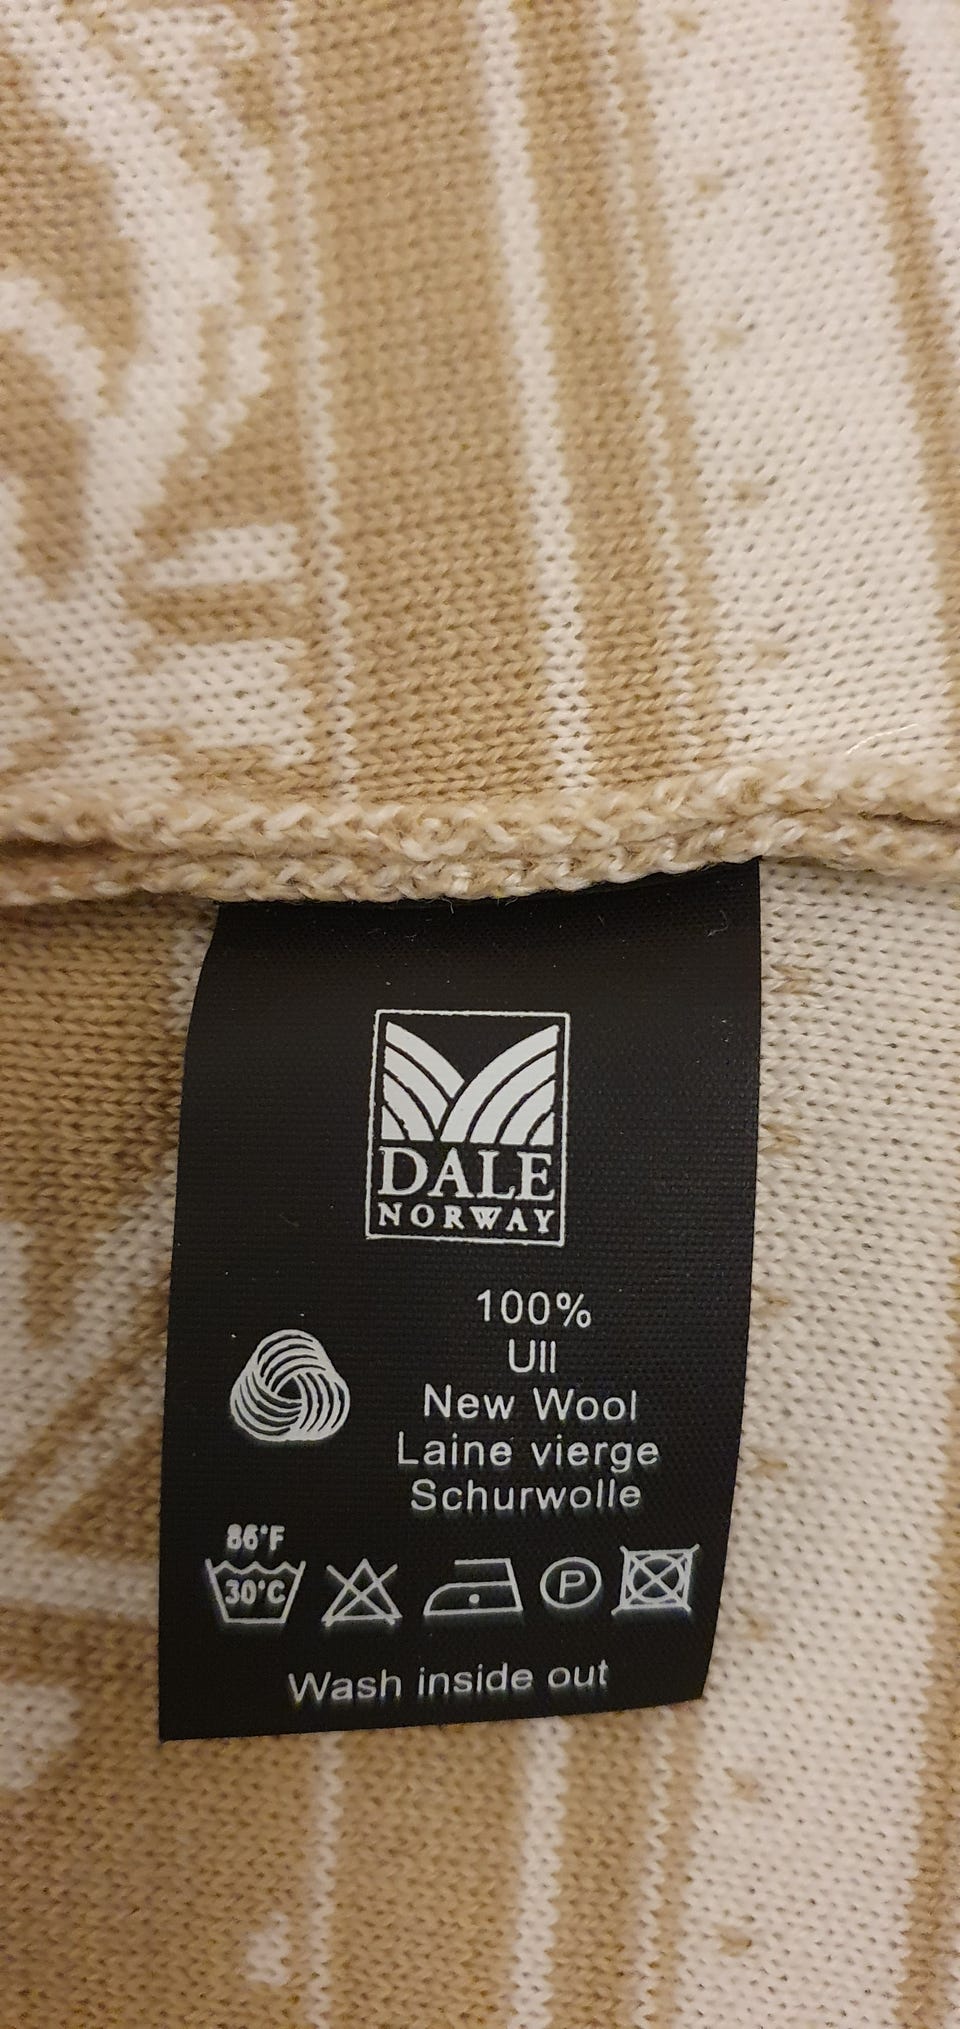 DALE
NORWAY
100%
Ull
New Wool
Laine vierge
Schurwolle
86°F
30°C
P
Wash inside out